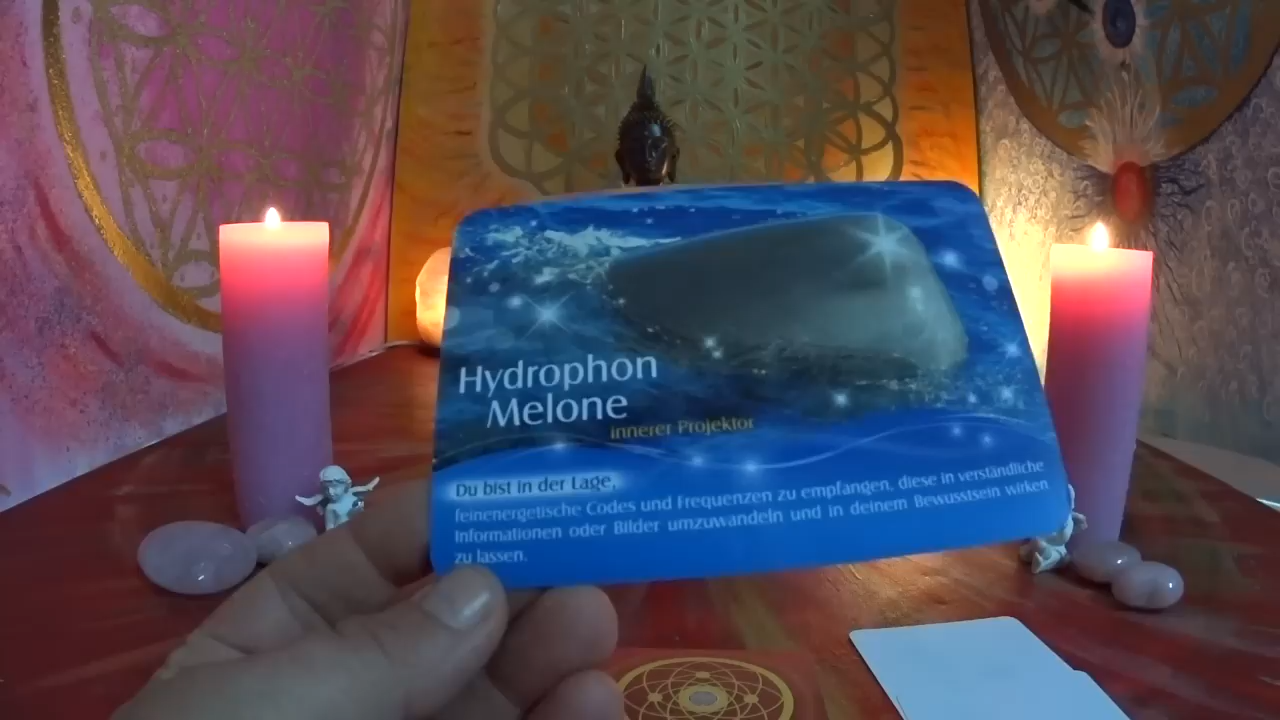 Hydrophon
Melone
innerer Projektor
Du bist in der Lage,
feinenergetische Codes und Frequenzen zu empfangen, diese in verständliche
Informationen oder Bilder umzuwandeln und in deinem Bewusstsein wirken
zu lassen.